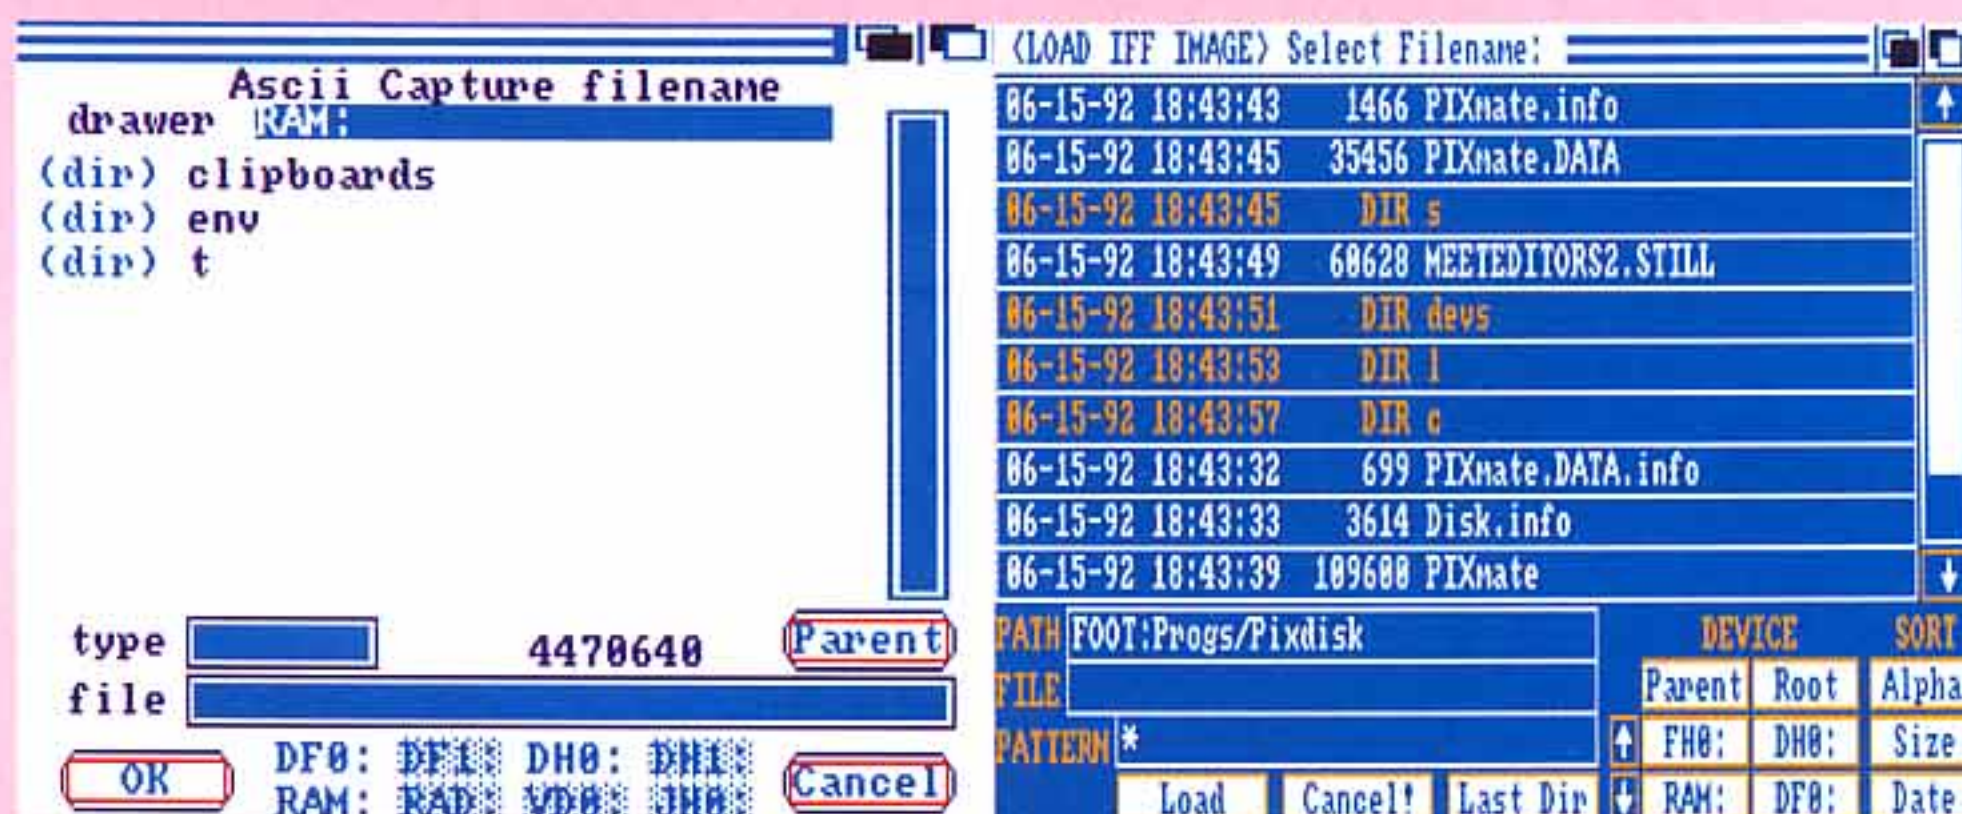 Ascii Capture filename
drawer RAM:
(dir) clipboards
(dir) env
(dir) t
type 4470640 Parent
file
OK DF0: DF1: DH0: DH1: Cancel
RAM: RAD: VD0: JH0:
<LOAD IFF IMAGE> Select Filename:
06-15-92 18:43:43 1466 PIXmate.info
06-15-92 18:43:45 35456 PIXmate.DATA
06-15-92 18:43:45 DIR s
06-15-92 18:43:49 60628 MEETEDITORS2.STILL
06-15-92 18:43:51 DIR devs
06-15-92 18:43:53 DIR l
06-15-92 18:43:57 DIR c
06-15-92 18:43:32 699 PIXmate.DATA.info
06-15-92 18:43:33 3614 Disk.info
06-15-92 18:43:39 109600 PIXmate
PATH FOOT:Progs/Pixdisk DEVICE SORT
FILE Parent Root Alpha
PATTERN * FH0: DH0: Size
Load Cancel! Last Dir RAM: DF0: Date